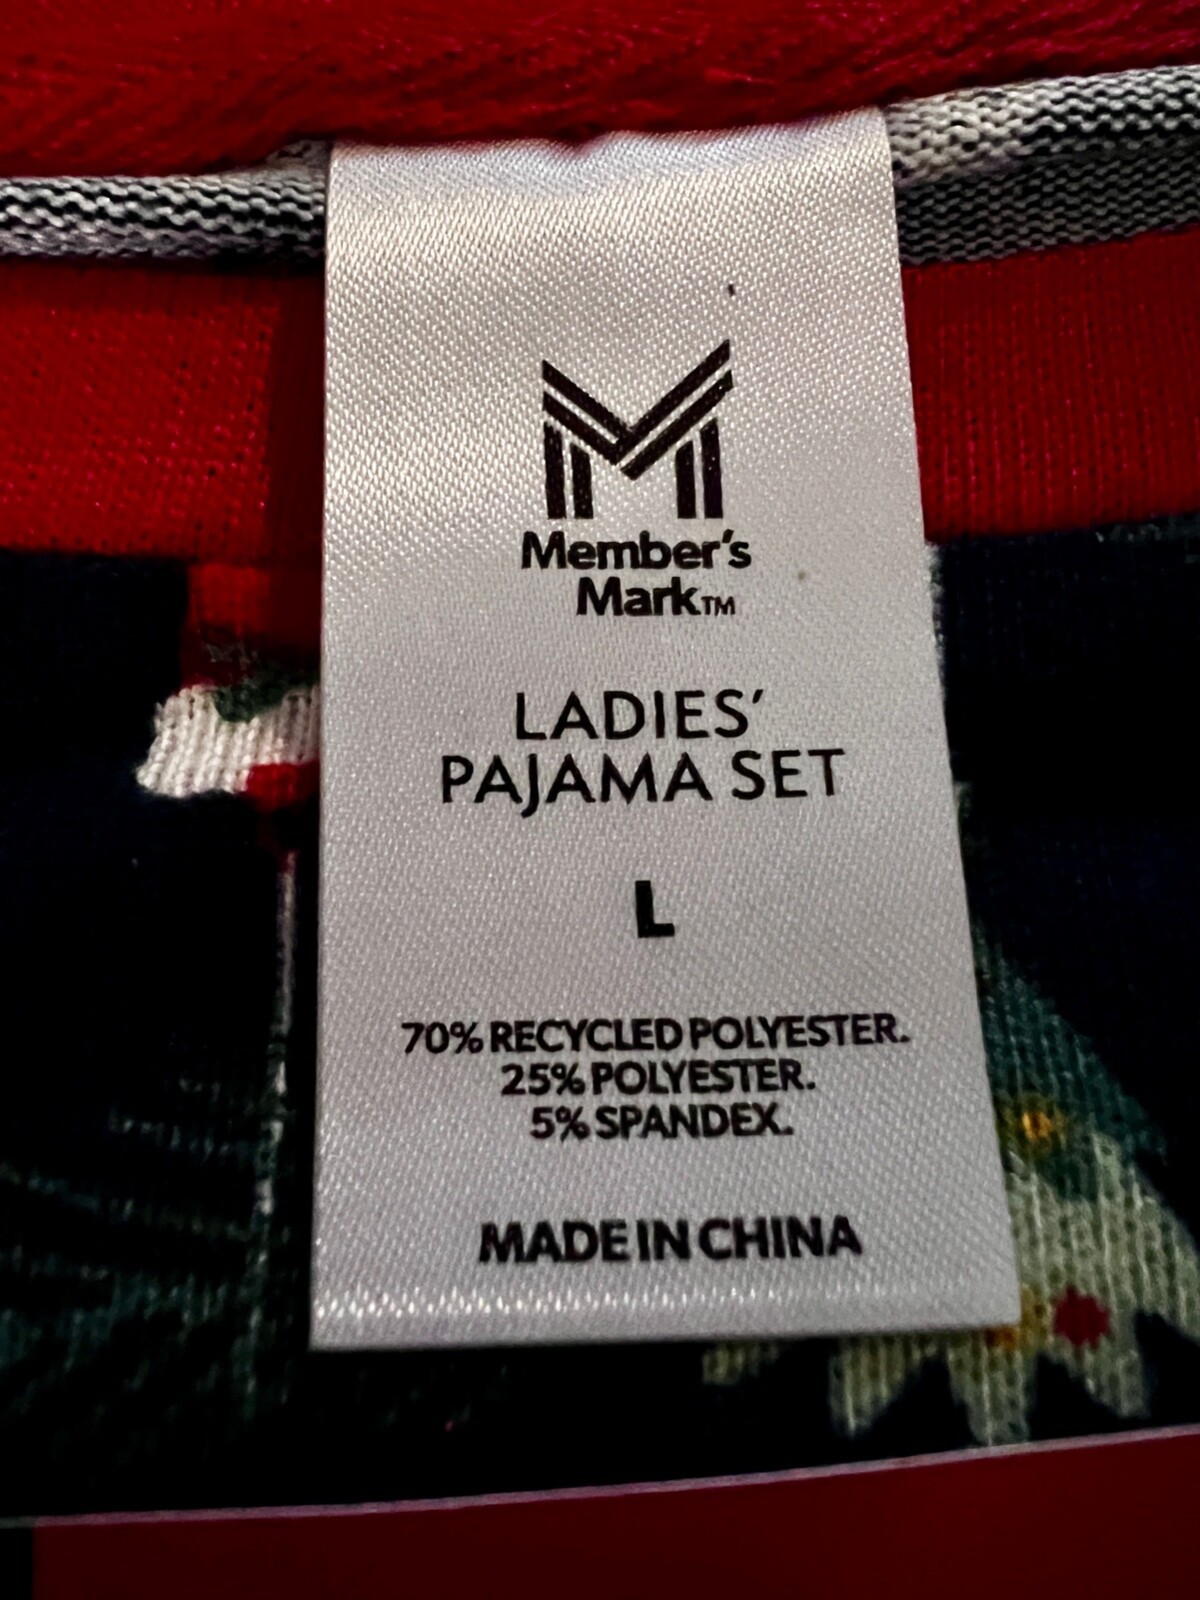 Member's
Mark™
LADIES'
PAJAMA SET
L
70% RECYCLED POLYESTER.
25% POLYESTER.
5% SPANDEX.
MADE IN CHINA